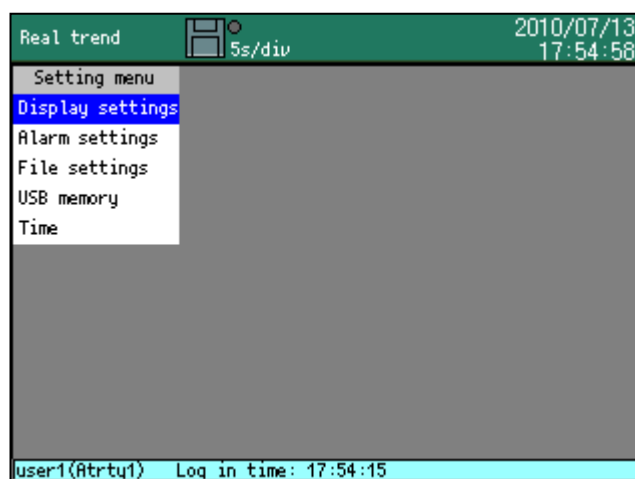 Real trend
5s/div
2010/07/13
17:54:58
Setting menu
Display settings
Alarm settings
File settings
USB memory
Time
user1(Atrty1) Log in time: 17:54:15